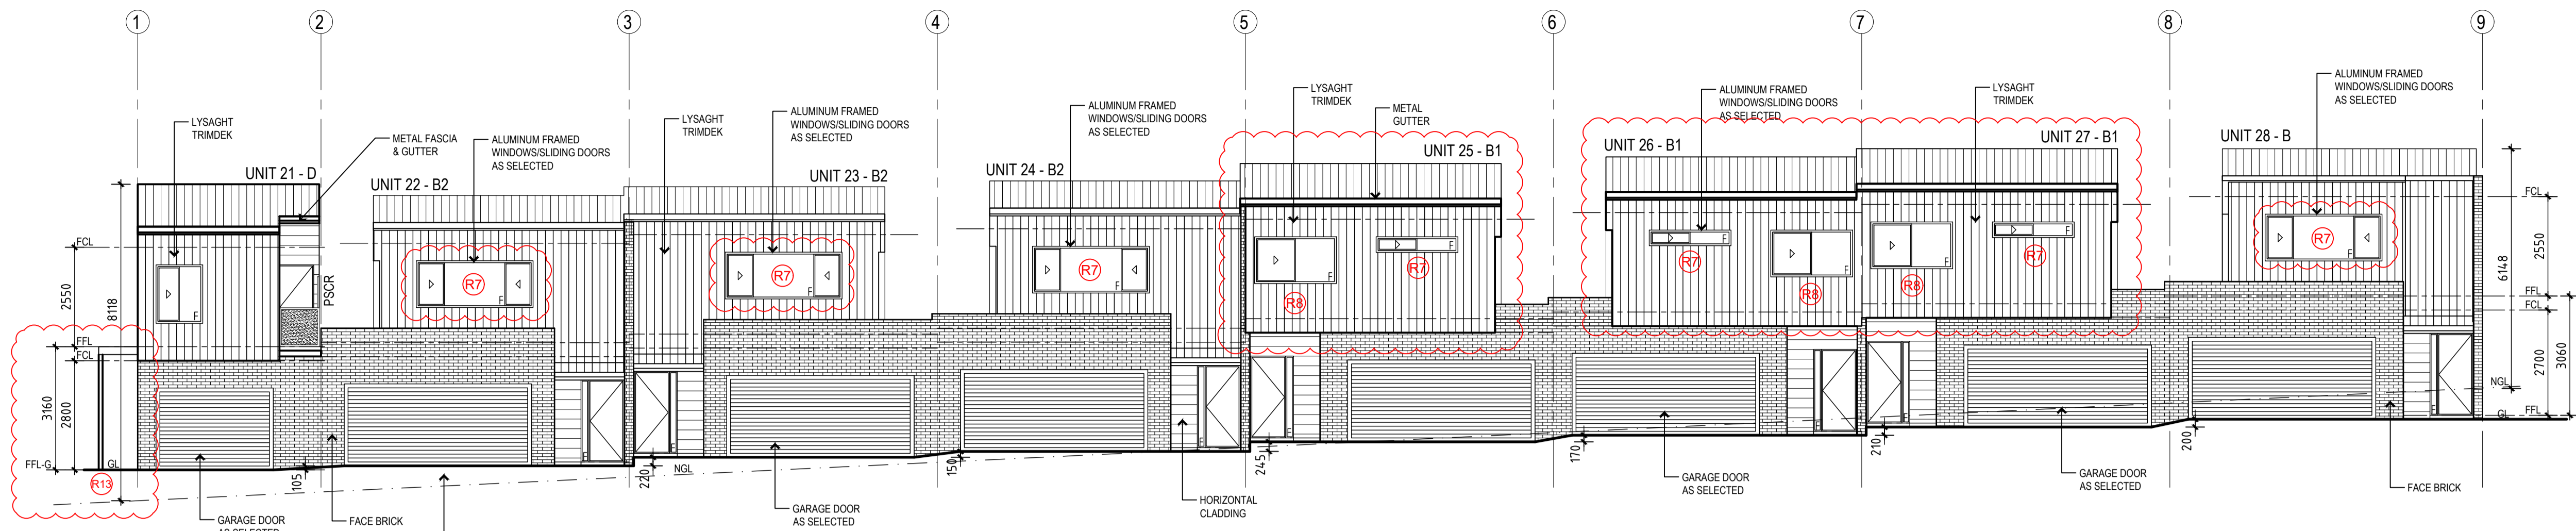 1
2
3
4
5
6
7
8
9
LYSAGHT
TRIMDEK
METAL FASCIA
& GUTTER
ALUMINUM FRAMED
WINDOWS/SLIDING DOORS
AS SELECTED
LYSAGHT
TRIMDEK
ALUMINUM FRAMED
WINDOWS/SLIDING DOORS
AS SELECTED
ALUMINUM FRAMED
WINDOWS/SLIDING DOORS
AS SELECTED
LYSAGHT
TRIMDEK
METAL
GUTTER
ALUMINUM FRAMED
WINDOWS/SLIDING DOORS
AS SELECTED
LYSAGHT
TRIMDEK
ALUMINUM FRAMED
WINDOWS/SLIDING DOORS
AS SELECTED
UNIT 21 - D
UNIT 22 - B2
UNIT 23 - B2
UNIT 24 - B2
UNIT 25 - B1
UNIT 26 - B1
UNIT 27 - B1
UNIT 28 - B
FCL
2550
8118
FFL
FCL
3160
2800
FFL-G
GL
R13
F
PSCR
R7
F
R7
F
R7
F
R8
F
R7
F
R7
F
R8
F
R8
F
R7
F
R7
F
FCL
2550
6148
FFL
FCL
2700
3060
NGL
GL
FFL
F
F
F
F
F
F
F
105
220
NGL
150
245
170
210
200
GARAGE DOOR
AS SELECTED
FACE BRICK
GARAGE DOOR
AS SELECTED
HORIZONTAL
CLADDING
GARAGE DOOR
AS SELECTED
GARAGE DOOR
AS SELECTED
FACE BRICK